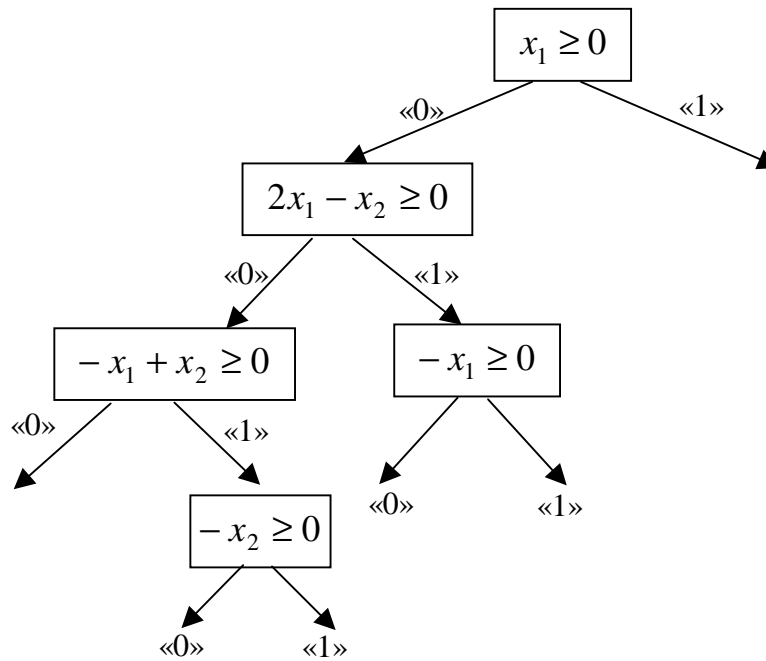 x₁ ≥ 0
«0» «1»
2x₁ − x₂ ≥ 0
«0» «1»
− x₁ + x₂ ≥ 0 − x₁ ≥ 0
«0» «1»
«0» «1»
− x₂ ≥ 0
«0» «1»